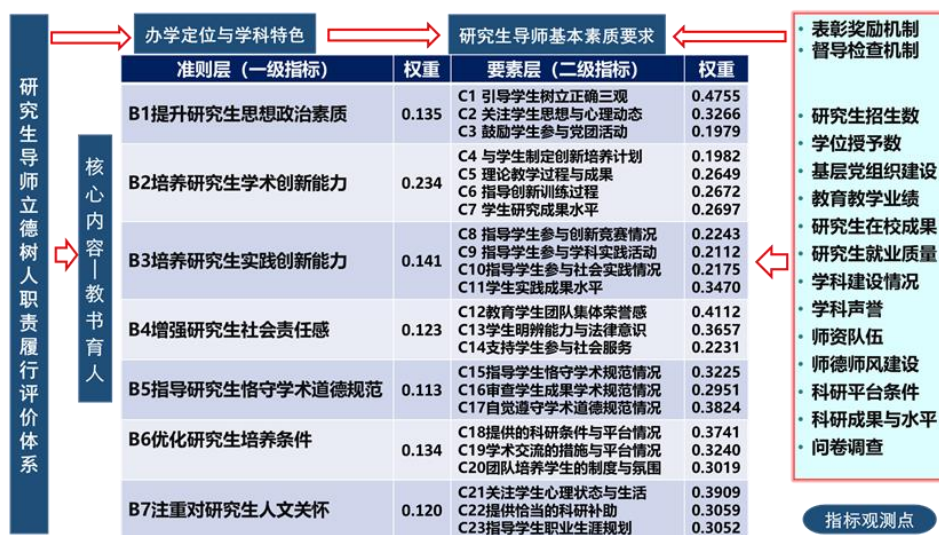 研究生导师立德树人职责履行评价体系
核心内容—教书育人
办学定位与学科特色
研究生导师基本素质要求
准则层（一级指标） 权重 要素层（二级指标） 权重
B1提升研究生思想政治素质 0.135
C1 引导学生树立正确三观 0.4755
C2 关注学生思想与心理动态 0.3266
C3 鼓励学生参与党团活动 0.1979
B2培养研究生学术创新能力 0.234
C4 与学生制定创新培养计划 0.1982
C5 理论教学过程与成果 0.2649
C6 指导创新训练过程 0.2672
C7 学生研究成果水平 0.2697
B3培养研究生实践创新能力 0.141
C8 指导学生参与创新竞赛情况 0.2243
C9 指导学生参与学科实践活动 0.2112
C10指导学生参与社会实践情况 0.2175
C11学生实践成果水平 0.3470
B4增强研究生社会责任感 0.123
C12教育学生团队集体荣誉感 0.4112
C13学生明辨能力与法律意识 0.3657
C14支持学生参与社会服务 0.2231
B5指导研究生恪守学术道德规范 0.113
C15指导学生恪守学术规范情况 0.3225
C16审查学生成果学术规范情况 0.2951
C17自觉遵守学术道德规范情况 0.3824
B6优化研究生培养条件 0.134
C18提供的科研条件与平台情况 0.3741
C19学术交流的措施与平台情况 0.3240
C20团队培养学生的制度与氛围 0.3019
B7注重对研究生人文关怀 0.120
C21关注学生心理状态与生活 0.3909
C22提供恰当的科研补助 0.3059
C23指导学生职业生涯规划 0.3052
• 表彰奖励机制
• 督导检查机制
• 研究生招生数
• 学位授予数
• 基层党组织建设
• 教育教学业绩
• 研究生在校成果
• 研究生就业质量
• 学科建设情况
• 学科声誉
• 师资队伍
• 师德师风建设
• 科研平台条件
• 科研成果与水平
• 问卷调查
指标观测点